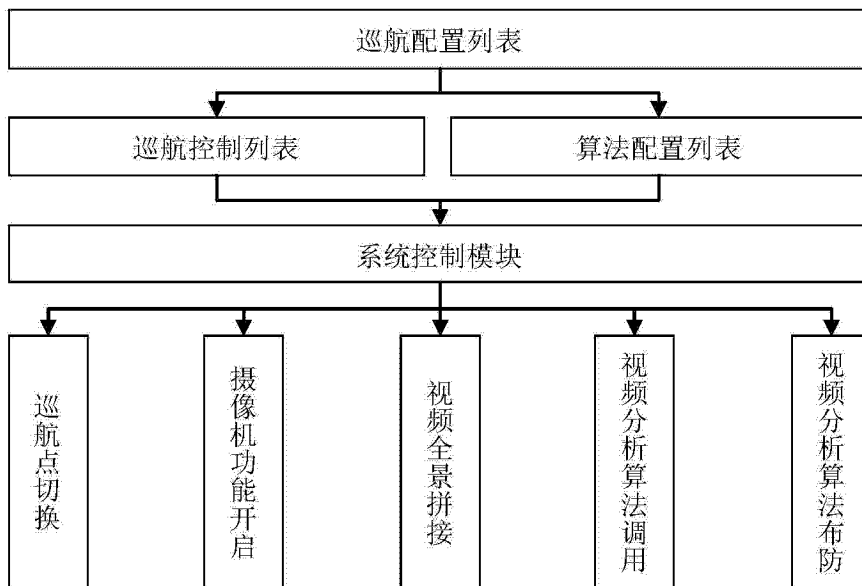 巡航配置列表
巡航控制列表
算法配置列表
系统控制模块
巡航点切换
摄像机功能开启
视频全景拼接
视频分析算法调用
视频分析算法布防